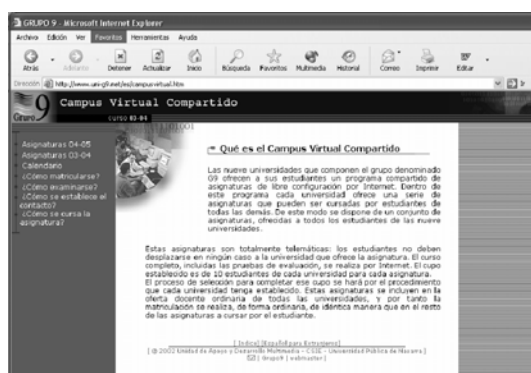 GRUPO 9 - Microsoft Internet Explorer
Archivo Edición Ver Favoritos Herramientas Ayuda
Atrás Adelante Detener Actualizar Inicio Búsqueda Favoritos Multimedia Historial Correo Imprimir Editar
Dirección http://www.uni-g9.net/es/campusvirtual.htm
Grupo 9 Campus Virtual Compartido
curso 03-04
Asignaturas 04-05
Asignaturas 03-04
Calendario
¿Cómo matricularse?
¿Cómo examinarse?
¿Cómo se establece el
contacto?
¿Cómo se cursa la
asignatura?
Qué es el Campus Virtual Compartido
Las nueve universidades que componen el grupo denominado
G9 ofrecen a sus estudiantes un programa compartido de
asignaturas de libre configuración por Internet. Dentro de
este programa cada universidad ofrece una serie de
asignaturas que pueden ser cursadas por estudiantes de
todas las demás. De este modo se dispone de un conjunto de
asignaturas, ofrecidas a todos los estudiantes de las nueve
universidades.
Estas asignaturas son totalmente telemáticas: los estudiantes no deben
desplazarse en ningún caso a la universidad que ofrece la asignatura. El curso
completo, incluidas las pruebas de evaluación, se realiza por Internet. El cupo
establecido es de 10 estudiantes de cada universidad para cada asignatura.
El proceso de selección para completar ese cupo se hará por el procedimiento
que cada universidad tenga establecido. Estas asignaturas se incluyen en la
oferta docente ordinaria de todas las universidades, y por tanto la
matriculación se realiza, de forma ordinaria, de idéntica manera que en el resto
de las asignaturas a cursar por el estudiante.
[ Indice] [Español para Extranjeros]
[ @ 2002 Unidad de Apoyo y Desarrollo Multimedia - CSIE - Universidad Pública de Navarra ]
[ Grupo9 | webmaster ]